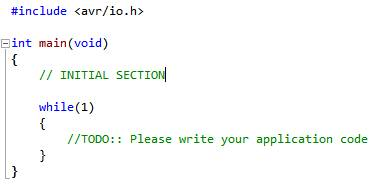 #include <avr/io.h>
int main(void)
{
// INITIAL SECTION
while(1)
{
//TODO:: Please write your application code
}
}